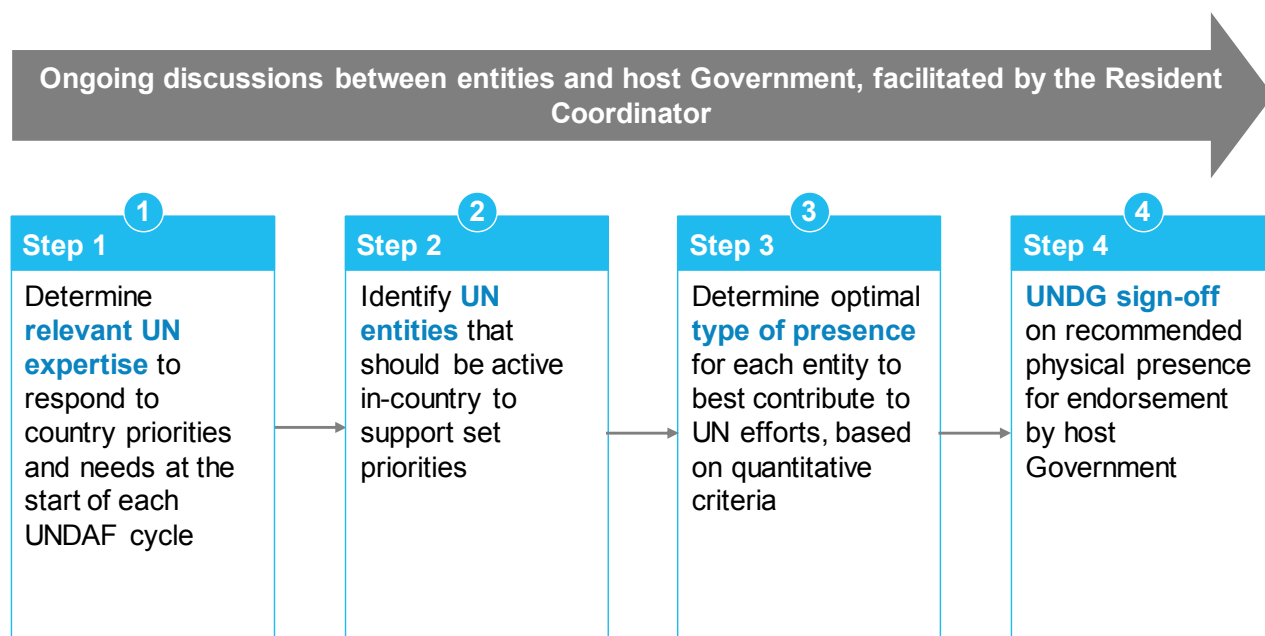 Ongoing discussions between entities and host Government, facilitated by the Resident
Coordinator
1
Step 1
Determine
relevant UN
expertise to
respond to
country priorities
and needs at the
start of each
UNDAF cycle
2
Step 2
Identify UN
entities that
should be active
in-country to
support set
priorities
3
Step 3
Determine optimal
type of presence
for each entity to
best contribute to
UN efforts, based
on quantitative
criteria
4
Step 4
UNDG sign-off
on recommended
physical presence
for endorsement
by host
Government